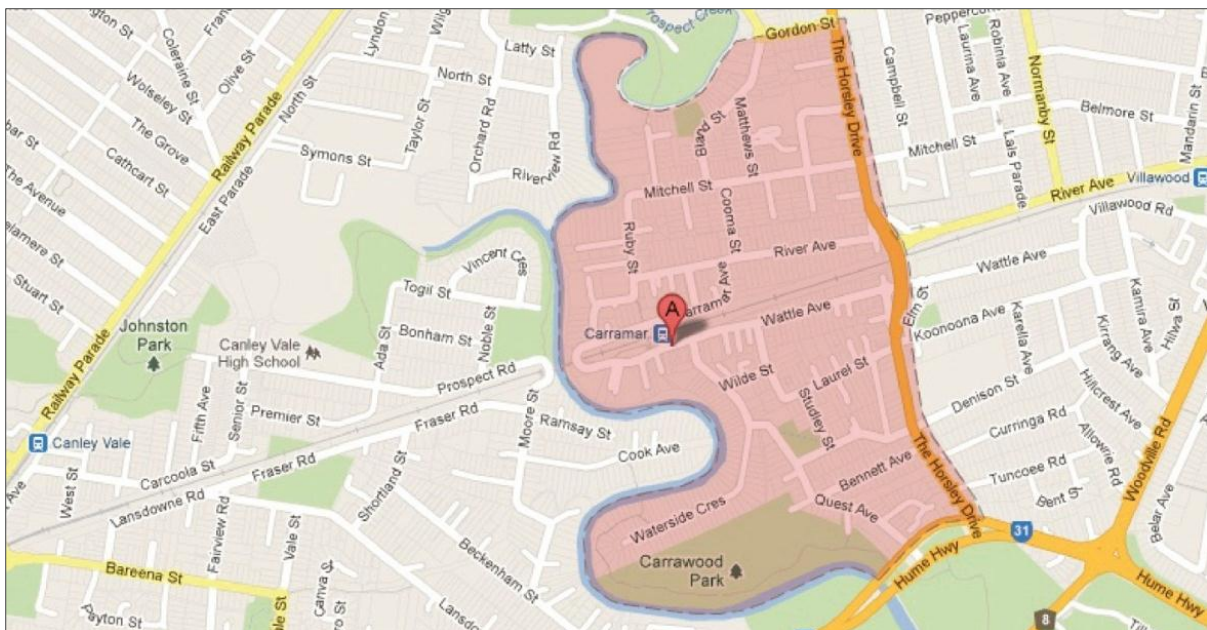 Olive St
Coleraine St
Wolseley St
The Grove
Cathcart St
The Avenue
Stuart St
Railway Parade
North St
Lyndon
East Parade
Symons St
Taylor St
North St
Latty St
Orchard Rd
Riverview Rd
Prospect Creek
Gordon St
The Horsley Drive
Bland St
Matthews St
Mitchell St
Cooma St
Ruby St
River Ave
Carramar Ave
Wattle Ave
A
Carramar
Wilde St
Laurel St
Studley St
Bennett Ave
Quest Ave
Waterside Cres
Carrawood
Park
The Horsley Drive
Hume Hwy
31
Hume Hwy
8
Campbell St
Laurina Ave
Robinia Ave
Normanby St
Belmore St
Mandarin St
Mitchell St
Lais Parade
River Ave
Villawood
Villawood Rd
Wattle Ave
Elm St
Koonoona Ave
Karella Ave
Kirrang Ave
Kamira Ave
Hilwa St
Denison St
Hillcrest Ave
Curringa Rd
Allowrie Rd
Tuncoee Rd
Bent St
Woodville Rd
Belar Ave
Vincent Cres
Togil St
Bonham St
Noble St
Ada St
Johnston
Park
Canley Vale
High School
Prospect Rd
Fifth Ave
Senior St
Premier St
Fraser Rd
Moore St
Ramsay St
Cook Ave
Railway Parade
Canley Vale
West St
Carcoola St
Fraser Rd
Lansdowne Rd
Shortland St
Fairview Rd
Vale St
Beckenham St
Bareena St
Canva St